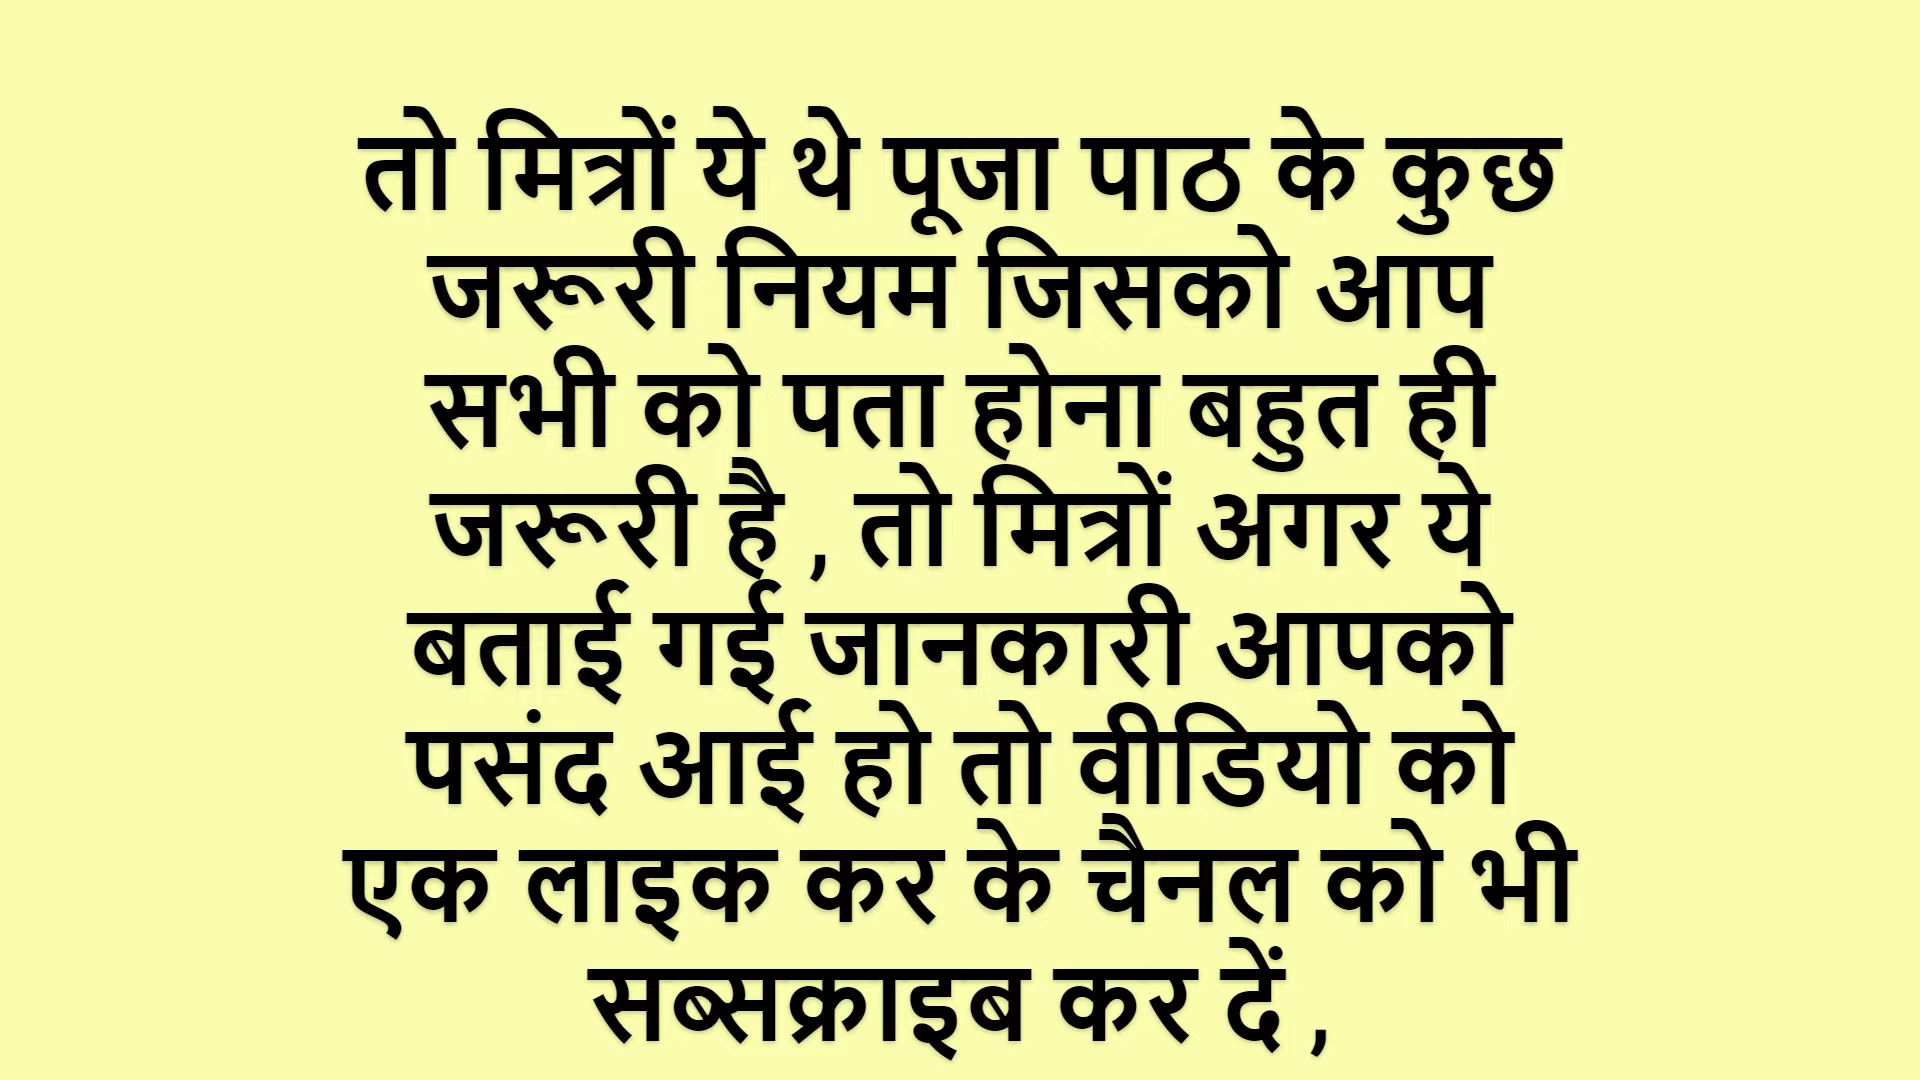 तो मित्रों ये थे पूजा पाठ के कुछ
जरूरी नियम जिसको आप
सभी को पता होना बहुत ही
जरूरी है , तो मित्रों अगर ये
बताई गई जानकारी आपको
पसंद आई हो तो वीडियो को
एक लाइक कर के चैनल को भी
सब्सक्राइब कर दें ,